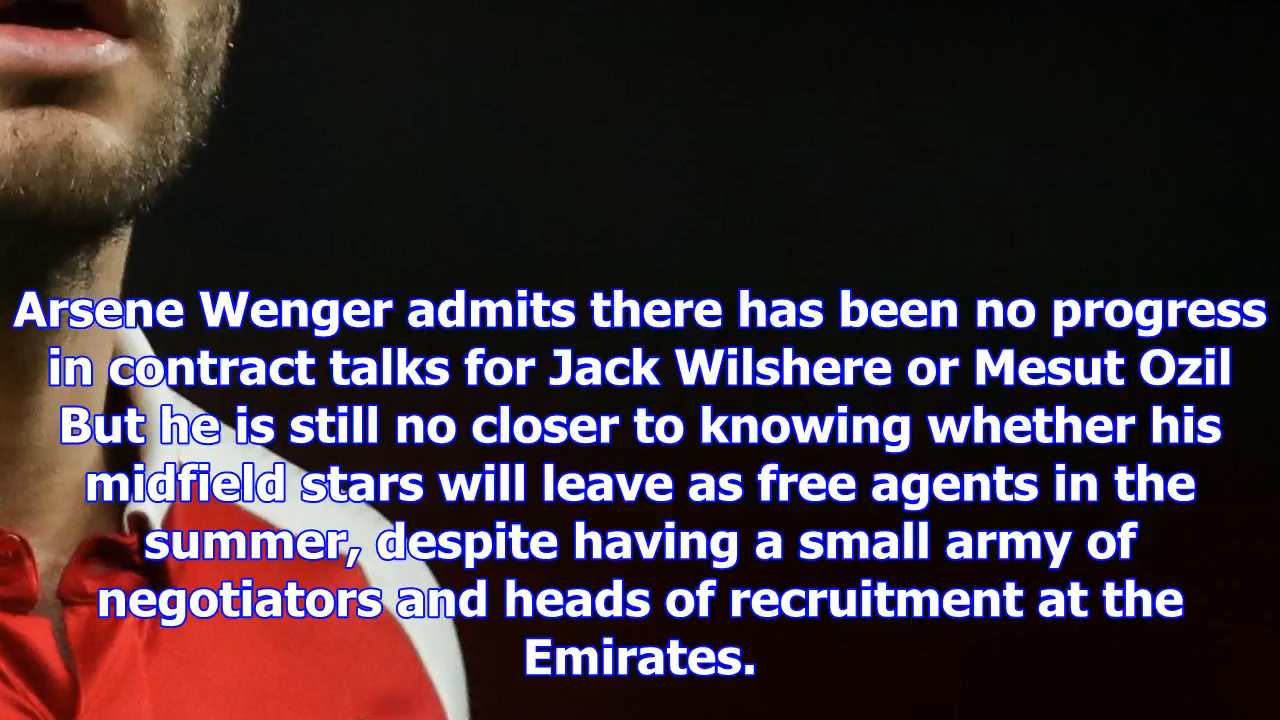 Arsene Wenger admits there has been no progress
in contract talks for Jack Wilshere or Mesut Ozil
But he is still no closer to knowing whether his
midfield stars will leave as free agents in the
summer, despite having a small army of
negotiators and heads of recruitment at the
Emirates.